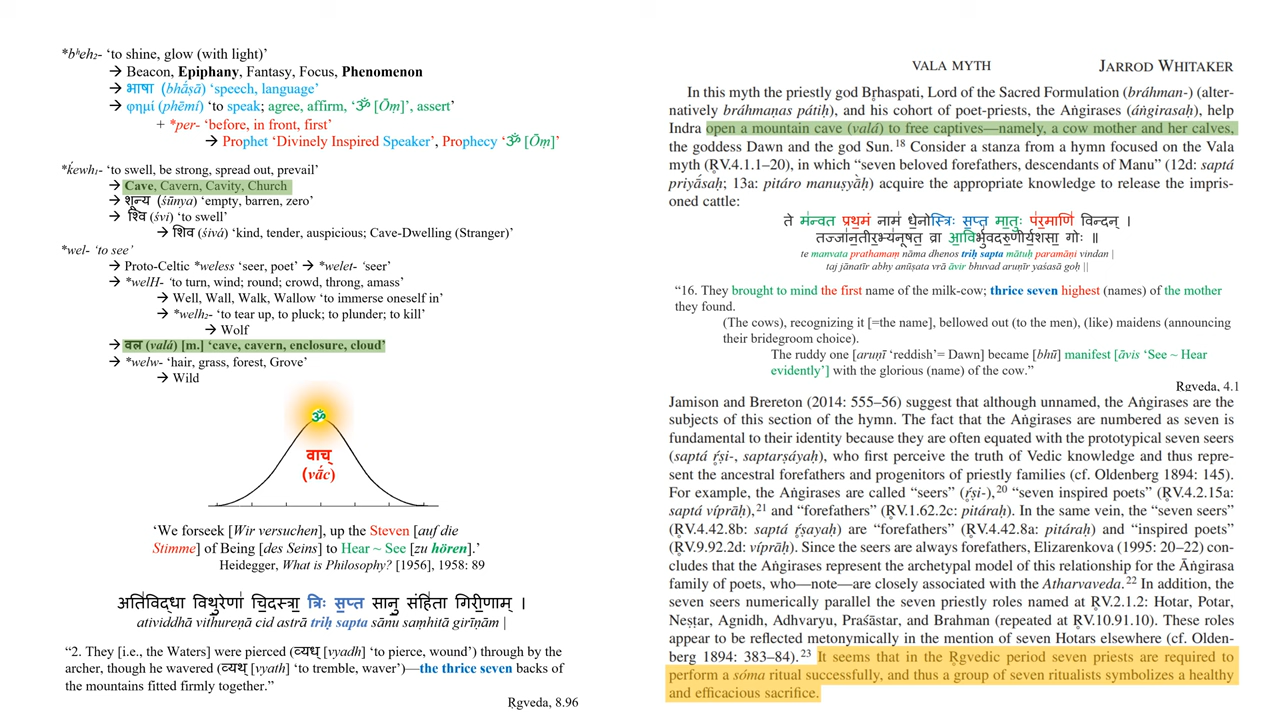 *bʰeh₂- ‘to shine, glow (with light)’
→ Beacon, Epiphany, Fantasy, Focus, Phenomenon
→ भाषा (bhā́ṣā) ‘speech, language’
→ φημί (phēmí) ‘to speak; agree, affirm, ‘ॐ [Ōṃ]’, assert’
+ *per- ‘before, in front, first’
→ Prophet ‘Divinely Inspired Speaker’, Prophecy ‘ॐ [Ōṃ]’
*ḱewh₁- ‘to swell, be strong, spread out, prevail’
→ Cave, Cavern, Cavity, Church
→ शून्य (śūnya) ‘empty, barren, zero’
→ श्वि (śvi) ‘to swell’
→ शिव (śivá) ‘kind, tender, auspicious; Cave-Dwelling (Stranger)’
*wel- ‘to see’
→ Proto-Celtic *weless ‘seer, poet’ → *welet- ‘seer’
→ *welH- ‘to turn, wind; round; crowd, throng, amass’
→ Well, Wall, Walk, Wallow ‘to immerse oneself in’
→ *welh₂- ‘to tear up, to pluck; to plunder; to kill’
→ Wolf
→ वल (valá) [m.] ‘cave, cavern, enclosure, cloud’
→ *welw- ‘hair, grass, forest, Grove’
→ Wild
ॐ
वाच्
(vā́c)
‘We forseek [Wir versuchen], up the Steven [auf die
Stimme] of Being [des Seins] to Hear ~ See [zu hören].’
Heidegger, What is Philosophy? [1956], 1958: 89
अति॑विद्धा विथु॒रेणा॑ चि॒दस्त्रा॒ त्रिः स॒प्त सानु॒ संहि॑ता गिरी॒णाम् ।
atividdhā vithureṇā cid astrā triḥ sapta sānu saṃhitā girīṇām |
“2. They [i.e., the Waters] were pierced (व्यध् [vyadh] ‘to pierce, wound’) through by the
archer, though he wavered (व्यथ् [vyath] ‘to tremble, waver’)—the thrice seven backs of
the mountains fitted firmly together.”
Ṛgveda, 8.96
VALA MYTH JARROD WHITAKER
In this myth the priestly god Bṛhaspati, Lord of the Sacred Formulation (bráhman-) (alter-
natively bráhmaṇas pátiḥ), and his cohort of poet-priests, the Aṅgirases (áṅgirasaḥ), help
Indra open a mountain cave (valá) to free captives—namely, a cow mother and her calves,
the goddess Dawn and the god Sun.18 Consider a stanza from a hymn focused on the Vala
myth (ṚV.4.1.1–20), in which “seven beloved forefathers, descendants of Manu” (12d: saptá
priyā́saḥ; 13a: pitáro manuṣyā̀ḥ) acquire the appropriate knowledge to release the impris-
oned cattle:
ते म॑न्वत प्रथ॒मं नाम॑ धे॒नोस्त्रिः स॒प्त मा॒तुः प॑र॒माणि॑ विन्दन् ।
तज्जा॑न॒तीर॒भ्य॑नूषत॒ व्रा आ॒विर्भु॑वदरु॒णीर्य॒शसा॒ गोः ॥
te manvata prathamaṃ nāma dhenos triḥ sapta mātuḥ paramāṇi vindan |
taj jānatīr abhy anūṣata vrā āvir bhuvad aruṇīr yaśasā goḥ ||
“16. They brought to mind the first name of the milk-cow; thrice seven highest (names) of the mother
they found.
(The cows), recognizing it [=the name], bellowed out (to the men), (like) maidens (announcing
their bridegroom choice).
The ruddy one [aruṇī ‘reddish’= Dawn] became [bhū] manifest [āvis ‘See ~ Hear
evidently’] with the glorious (name) of the cow.”
Ṛgveda, 4.1
Jamison and Brereton (2014: 555–56) suggest that although unnamed, the Aṅgirases are the
subjects of this section of the hymn. The fact that the Aṅgirases are numbered as seven is
fundamental to their identity because they are often equated with the prototypical seven seers
(saptá ṛ́ṣi-, saptarṣáyaḥ), who first perceive the truth of Vedic knowledge and thus repre-
sent the ancestral forefathers and progenitors of priestly families (cf. Oldenberg 1894: 145).
For example, the Aṅgirases are called “seers” (ṛ́ṣi-),20 “seven inspired poets” (ṚV.4.2.15a:
saptá víprāḥ),21 and “forefathers” (ṚV.1.62.2c: pitáraḥ). In the same vein, the “seven seers”
(ṚV.4.42.8b: saptá ṛ́ṣayaḥ) are “forefathers” (ṚV.4.42.8a: pitáraḥ) and “inspired poets”
(ṚV.9.92.2d: víprāḥ). Since the seers are always forefathers, Elizarenkova (1995: 20–22) con-
cludes that the Aṅgirases represent the archetypal model of this relationship for the Āṅgirasa
family of poets, who—note—are closely associated with the Atharvaveda.22 In addition, the
seven seers numerically parallel the seven priestly roles named at ṚV.2.1.2: Hotar, Potar,
Neṣṭar, Agnidh, Adhvaryu, Praśāstar, and Brahman (repeated at ṚV.10.91.10). These roles
appear to be reflected metonymically in the mention of seven Hotars elsewhere (cf. Olden-
berg 1894: 383–84).23 It seems that in the Ṛgvedic period seven priests are required to
perform a sóma ritual successfully, and thus a group of seven ritualists symbolizes a healthy
and efficacious sacrifice.